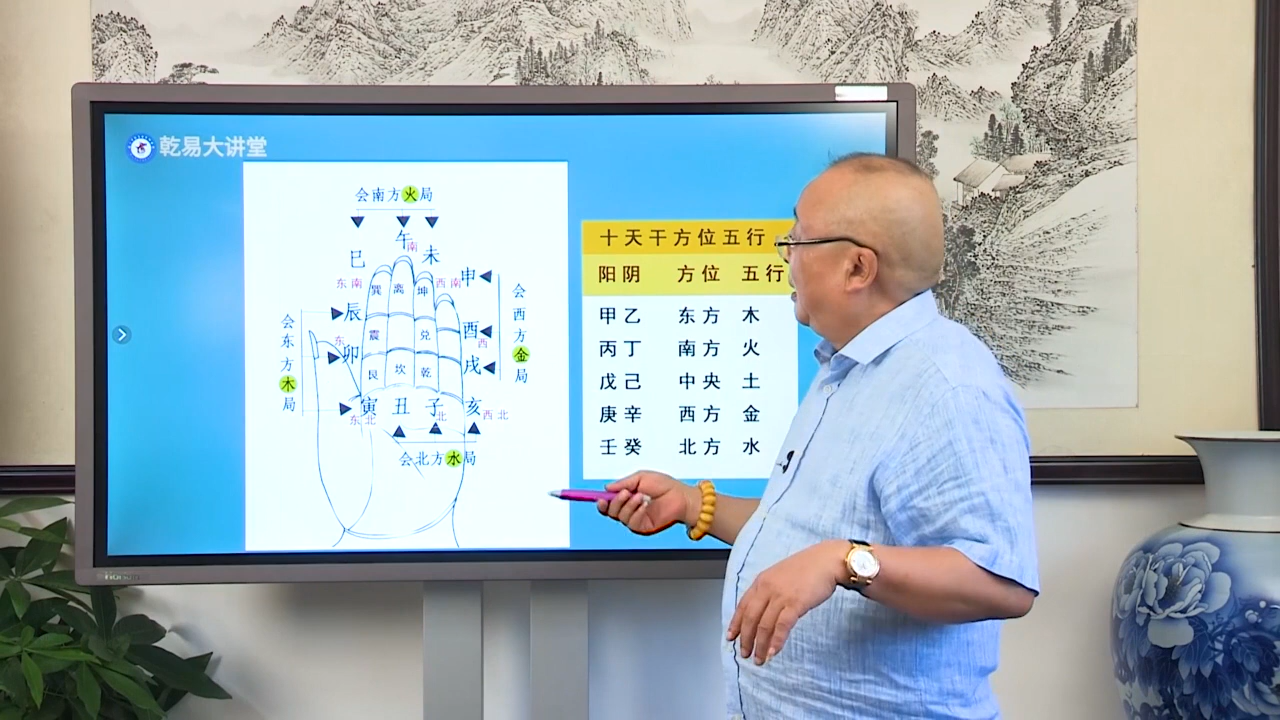 乾易大讲堂
会南方火局
午
南
巳
未
东南
巽
离
坤
西南
申
辰
会东方木局
东
卯
震
兑
酉
西
会西方金局
戌
艮
坎
乾
寅
丑
子
亥
东北
北
西北
会北方水局
十天干方位五行
阳阴 方位 五行
甲乙 东方 木
丙丁 南方 火
戊己 中央 土
庚辛 西方 金
壬癸 北方 水